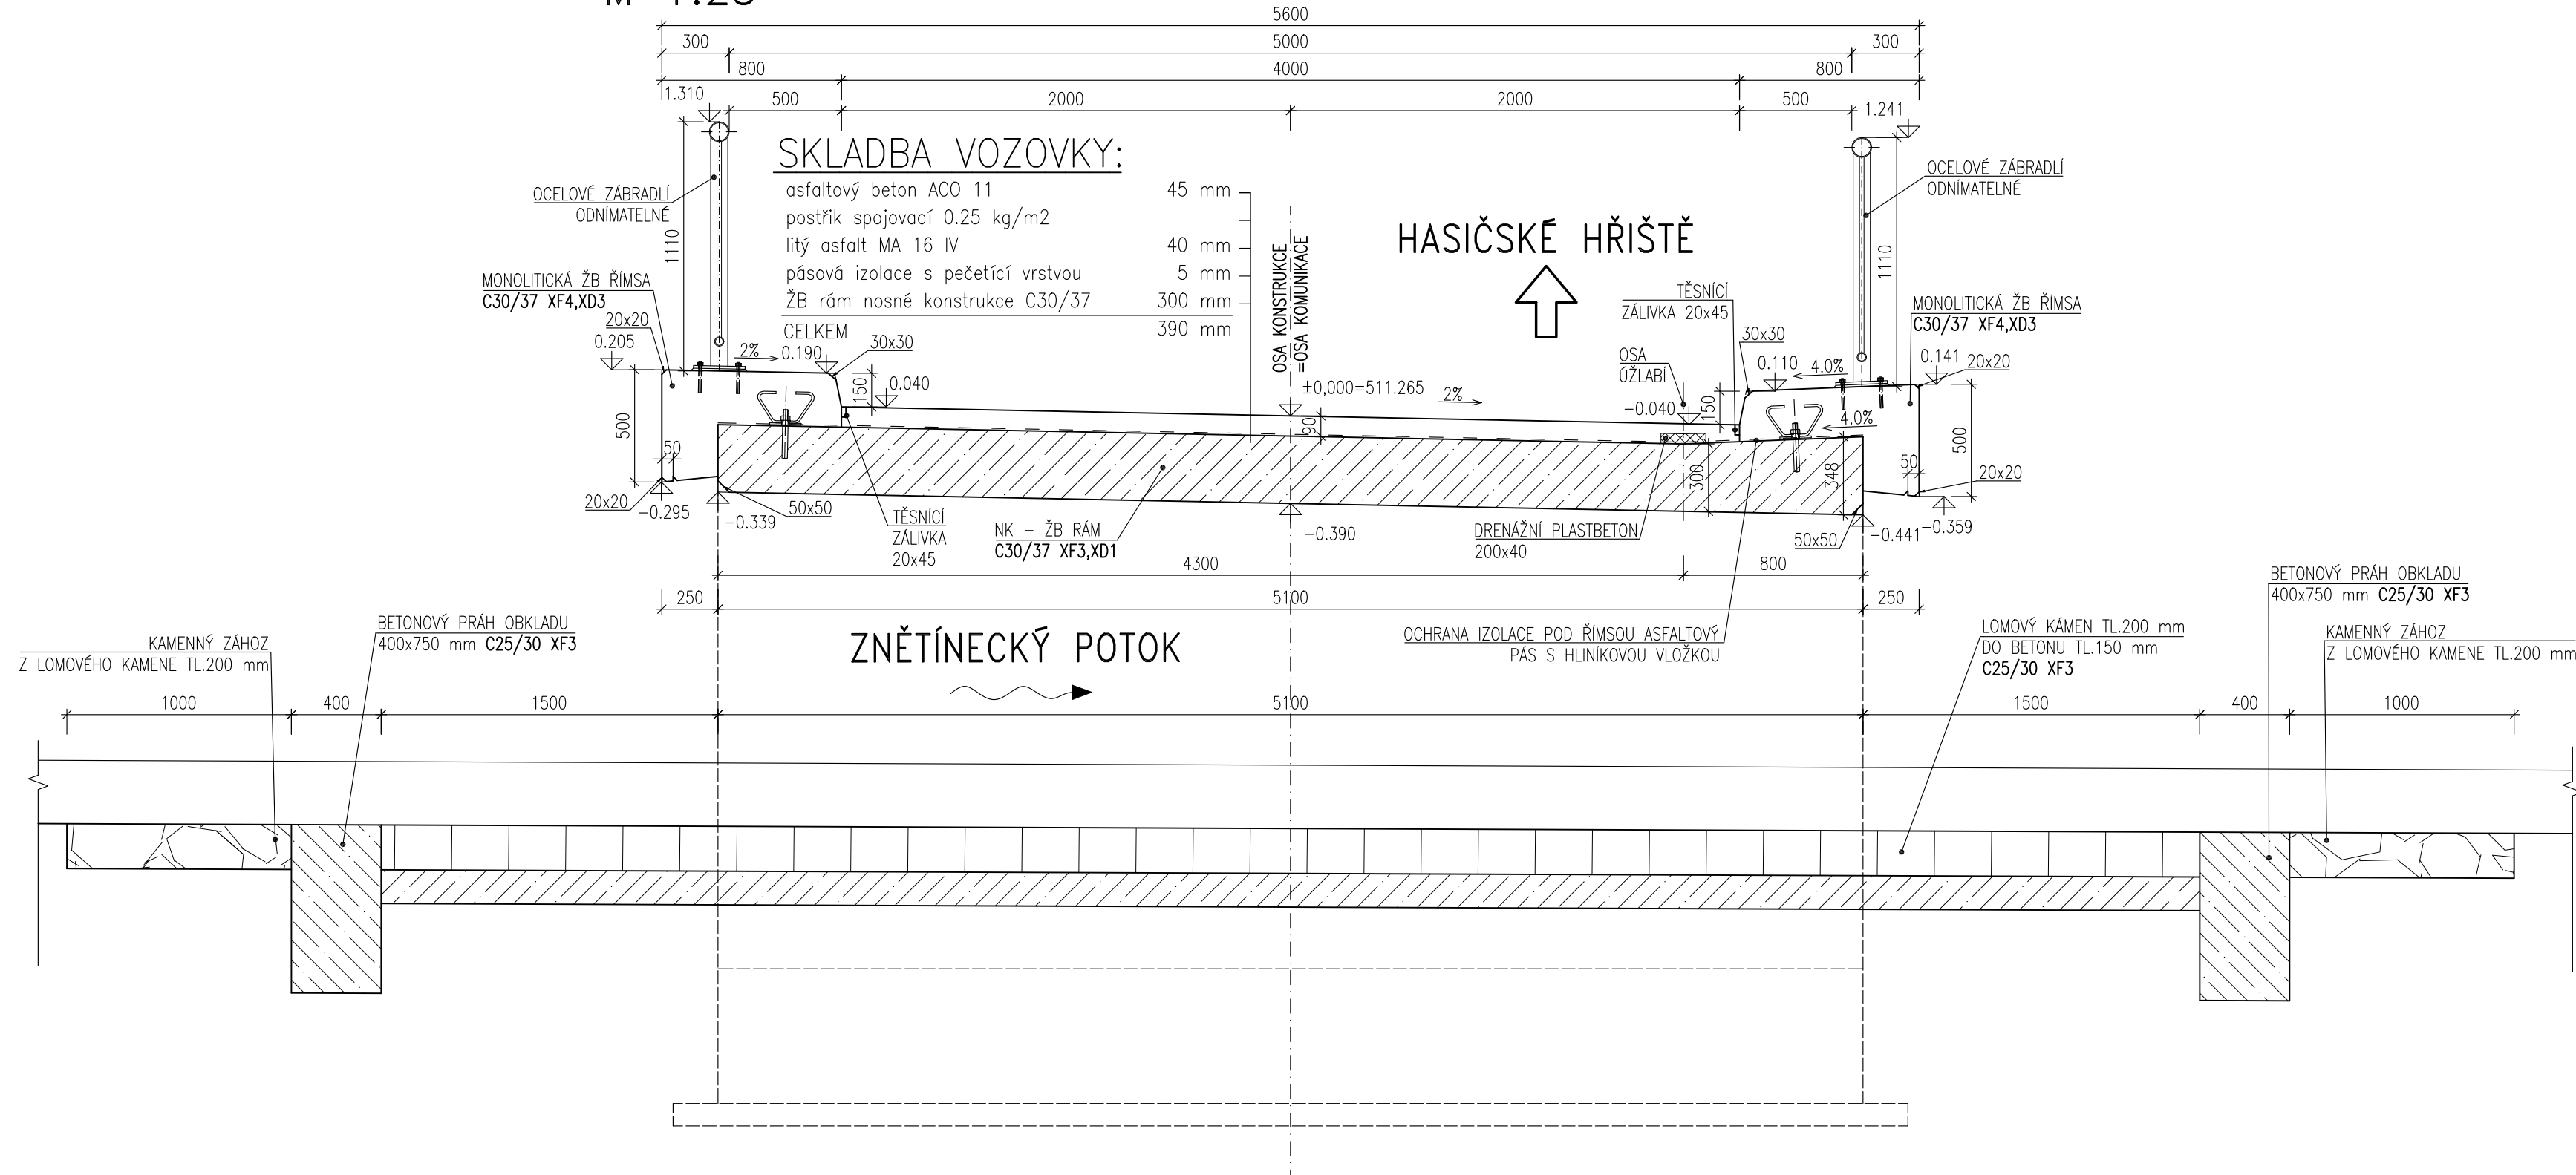 5600
300 5000 300
800 4000 800
1.310 500 2000 2000 500 1.241
SKLADBA VOZOVKY:
asfaltový beton ACO 11 45 mm
postřik spojovací 0.25 kg/m2
litý asfalt MA 16 IV 40 mm
pásová izolace s pečetící vrstvou 5 mm
ŽB rám nosné konstrukce C30/37 300 mm
CELKEM 390 mm
OCELOVÉ ZÁBRADLÍ
ODNÍMATELNÉ
1110
MONOLITICKÁ ŽB ŘÍMSA
C30/37 XF4,XD3
20x20
0.205
2%
0.190
30x30
150
0.040
500
50
20x20
-0.295
-0.339
50x50
TĚSNÍCÍ
ZÁLIVKA
20x45
NK - ŽB RÁM
C30/37 XF3,XD1
OSA KONSTRUKCE
=OSA KOMUNIKACE
HASIČSKÉ HŘIŠTĚ
±0,000=511.265
2%
90
-0.390
TĚSNÍCÍ
ZÁLIVKA 20x45
OSA
ÚŽLABÍ
-0.040
150
30x30
0.110
4.0%
0.141
20x20
4.0%
OCELOVÉ ZÁBRADLÍ
ODNÍMATELNÉ
1110
MONOLITICKÁ ŽB ŘÍMSA
C30/37 XF4,XD3
300
348
50
500
20x20
DRENÁŽNÍ PLASTBETON
200x40
50x50
-0.441
-0.359
4300 800
250 5100 250
ZNĚTÍNECKÝ POTOK
OCHRANA IZOLACE POD ŘÍMSOU ASFALTOVÝ
PÁS S HLINÍKOVOU VLOŽKOU
KAMENNÝ ZÁHOZ
Z LOMOVÉHO KAMENE TL.200 mm
BETONOVÝ PRÁH OBKLADU
400x750 mm C25/30 XF3
LOMOVÝ KÁMEN TL.200 mm
DO BETONU TL.150 mm
C25/30 XF3
BETONOVÝ PRÁH OBKLADU
400x750 mm C25/30 XF3
KAMENNÝ ZÁHOZ
Z LOMOVÉHO KAMENE TL.200 mm
1000 400 1500 5100 1500 400 1000